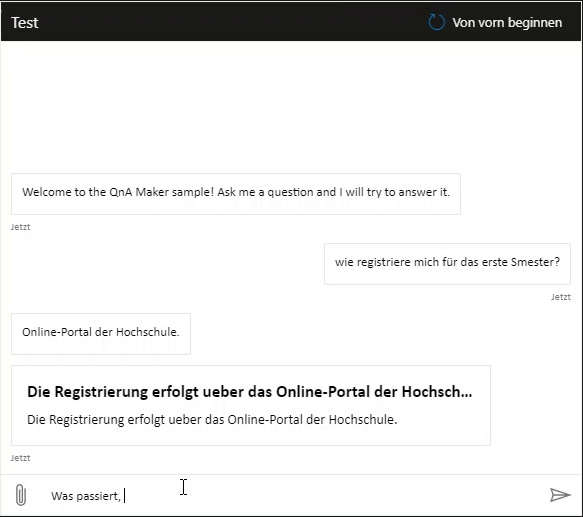 Test
Von vorn beginnen
Welcome to the QnA Maker sample! Ask me a question and I will try to answer it.
Jetzt
wie registriere mich für das erste Smester?
Jetzt
Online-Portal der Hochschule.
Die Registrierung erfolgt ueber das Online-Portal der Hochsch...
Die Registrierung erfolgt ueber das Online-Portal der Hochschule.
Jetzt
Was passiert,